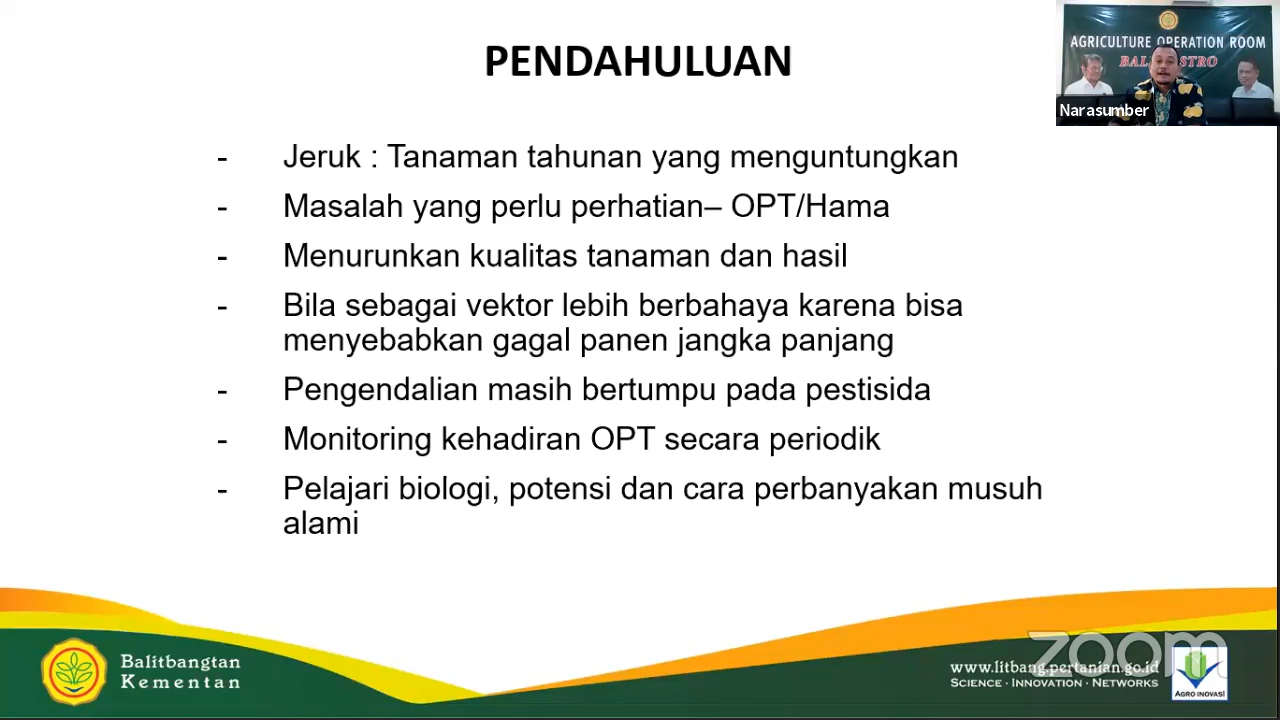 PENDAHULUAN
AGRICULTURE OPERATION ROOM
Narasumber
- Jeruk : Tanaman tahunan yang menguntungkan
- Masalah yang perlu perhatian– OPT/Hama
- Menurunkan kualitas tanaman dan hasil
- Bila sebagai vektor lebih berbahaya karena bisa
menyebabkan gagal panen jangka panjang
- Pengendalian masih bertumpu pada pestisida
- Monitoring kehadiran OPT secara periodik
- Pelajari biologi, potensi dan cara perbanyakan musuh
alami
Balitbangtan
Kementan
zoom
www.litbang.pertanian.go.id
SCIENCE · INNOVATION · NETWORKS
AGRO INOVASI